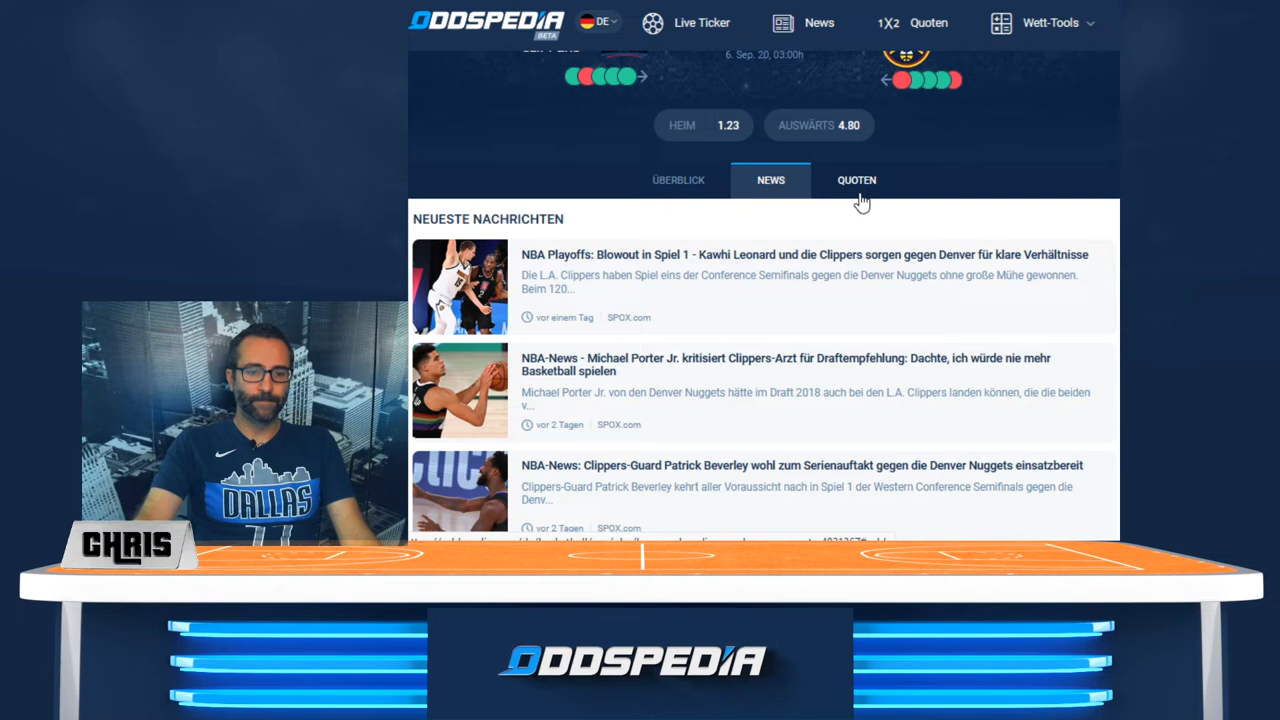 ODDSPEDIA
BETA
DE
Live Ticker
News
1X2 Quoten
Wett-Tools
6. Sep. 20, 03:00h
HEIM 1.23
AUSWÄRTS 4.80
ÜBERBLICK
NEWS
QUOTEN
NEUESTE NACHRICHTEN
NBA Playoffs: Blowout in Spiel 1 - Kawhi Leonard und die Clippers sorgen gegen Denver für klare Verhältnisse
Die L.A. Clippers haben Spiel eins der Conference Semifinals gegen die Denver Nuggets ohne große Mühe gewonnen.
Beim 120...
vor einem Tag | SPOX.com
NBA-News - Michael Porter Jr. kritisiert Clippers-Arzt für Draftempfehlung: Dachte, ich würde nie mehr
Basketball spielen
Michael Porter Jr. von den Denver Nuggets hätte im Draft 2018 auch bei den L.A. Clippers landen können, die die beiden
v...
vor 2 Tagen | SPOX.com
NBA-News: Clippers-Guard Patrick Beverley wohl zum Serienauftakt gegen die Denver Nuggets einsatzbereit
Clippers-Guard Patrick Beverley kehrt aller Voraussicht nach in Spiel 1 der Western Conference Semifinals gegen die
Denv...
vor 2 Tagen | SPOX.com
DALLAS
77
CHRIS
ODDSPEDIA